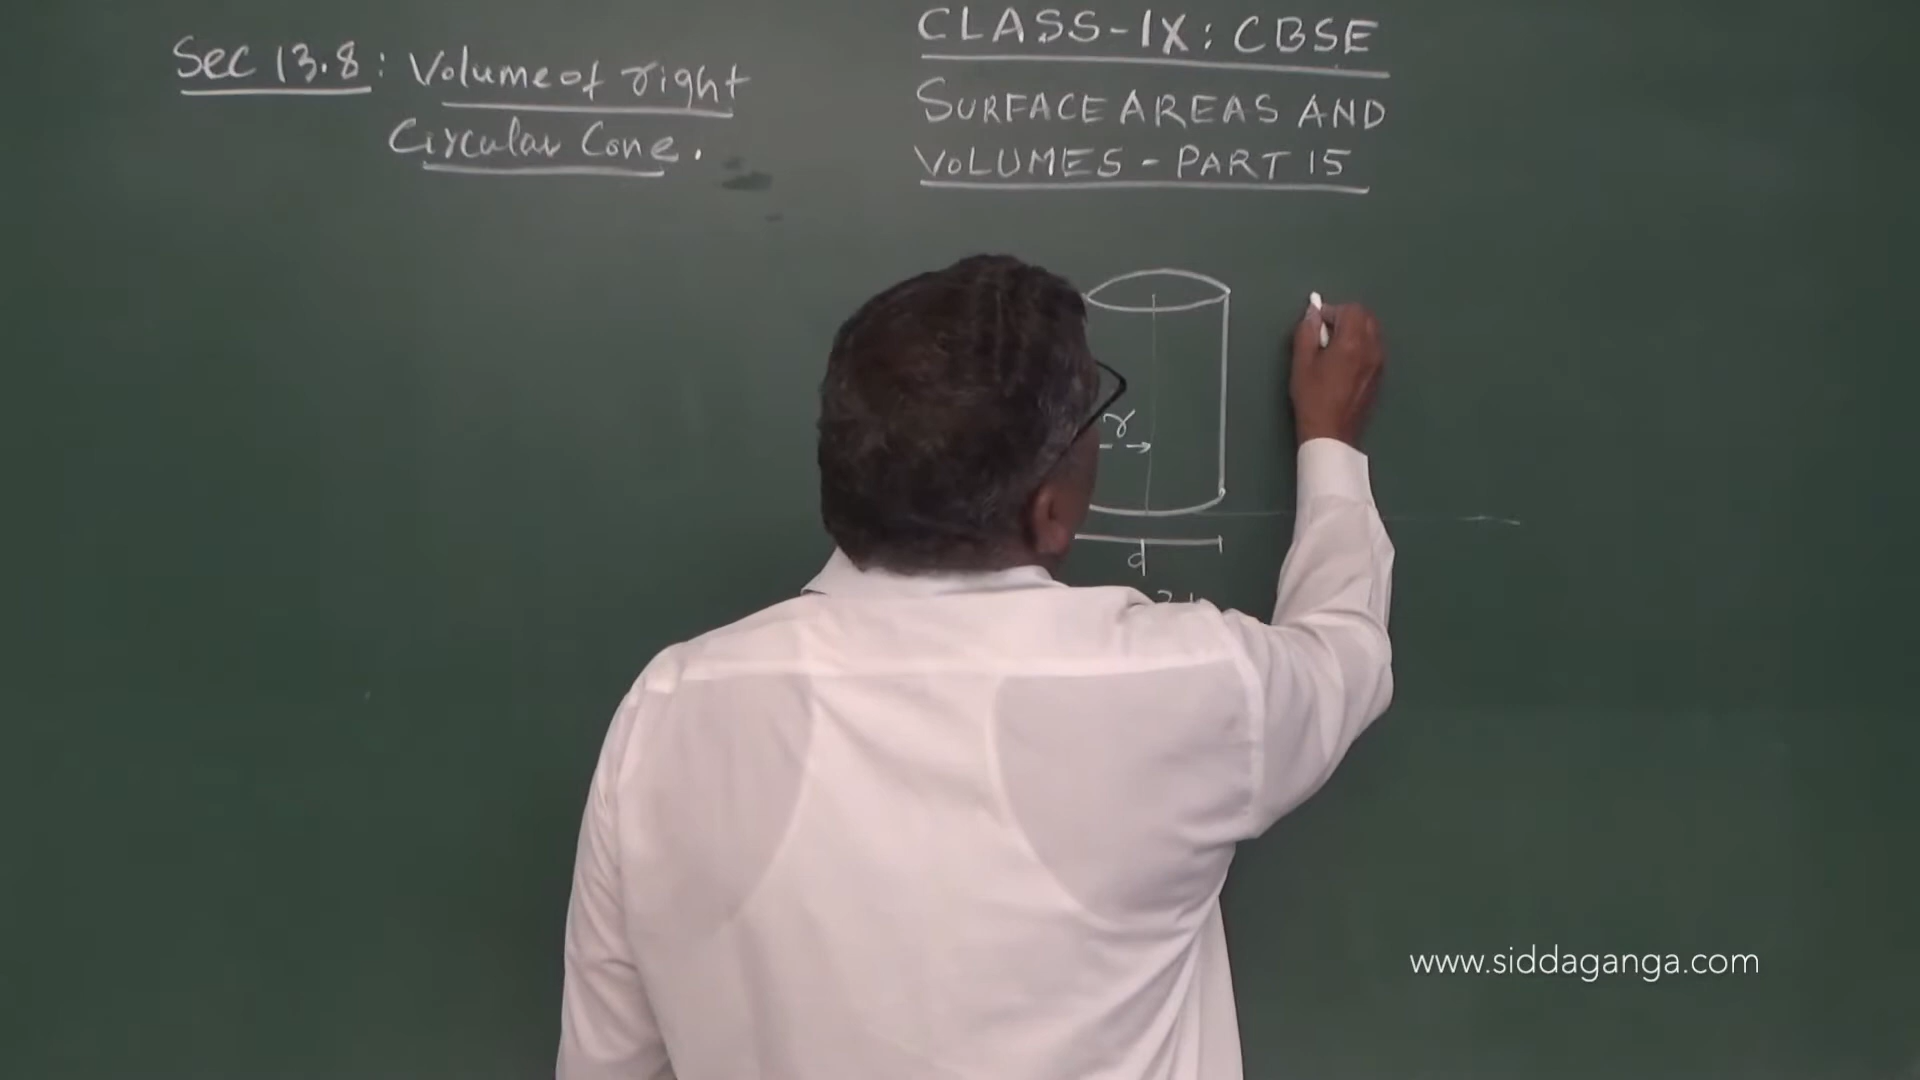 Sec 13.8: Volume of right
Circular Cone.
CLASS-IX: CBSE
SURFACE AREAS AND
VOLUMES - PART 15
r
d
www.siddaganga.com